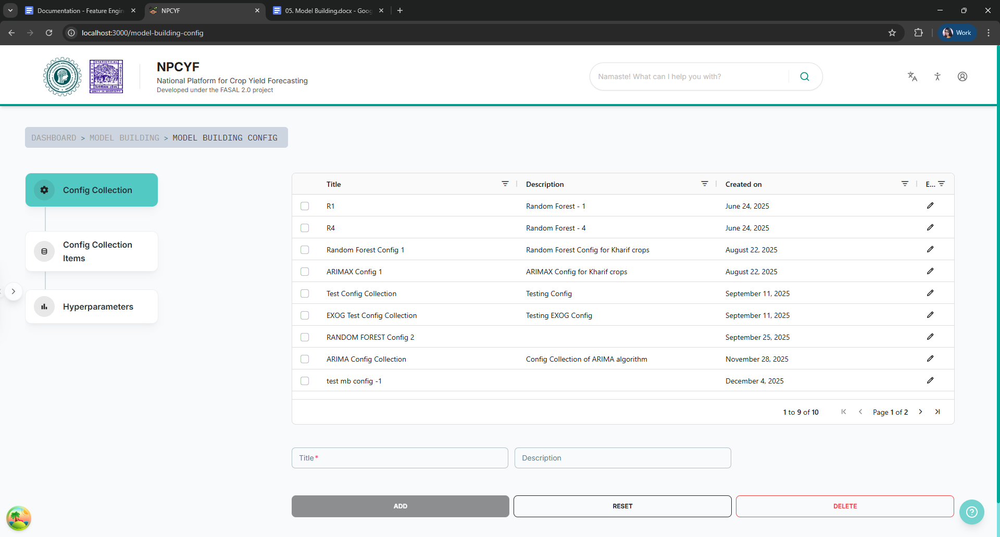 Documentation - Feature Engin
NPCYF
05. Model Building.docx - Goog
localhost:3000/model-building-config
Work
STATISTICAL
INDIAN
INSTITUTE
UNITY IN DIVERSITY
NPCYF
National Platform for Crop Yield Forecasting
Developed under the FASAL 2.0 project
Namaste! What can I help you with?
DASHBOARD > MODEL BUILDING > MODEL BUILDING CONFIG
Config Collection
Config Collection
Items
Hyperparameters
Title Description Created on E...
R1 Random Forest - 1 June 24, 2025
R4 Random Forest - 4 June 24, 2025
Random Forest Config 1 Random Forest Config for Kharif crops August 22, 2025
ARIMAX Config 1 ARIMAX Config for Kharif crops August 22, 2025
Test Config Collection Testing Config September 11, 2025
EXOG Test Config Collection Testing EXOG Config September 11, 2025
RANDOM FOREST Config 2 September 25, 2025
ARIMA Config Collection Config Collection of ARIMA algorithm November 28, 2025
test mb config -1 December 4, 2025
1 to 9 of 10 Page 1 of 2
Title* Description
ADD RESET DELETE